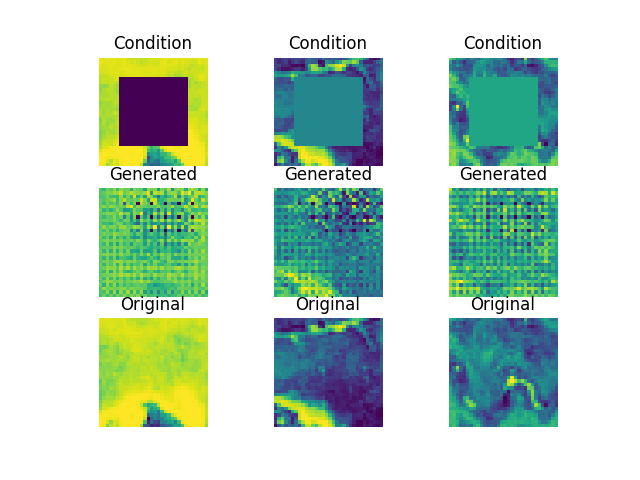 Condition Condition Condition
Generated Generated Generated
Original Original Original